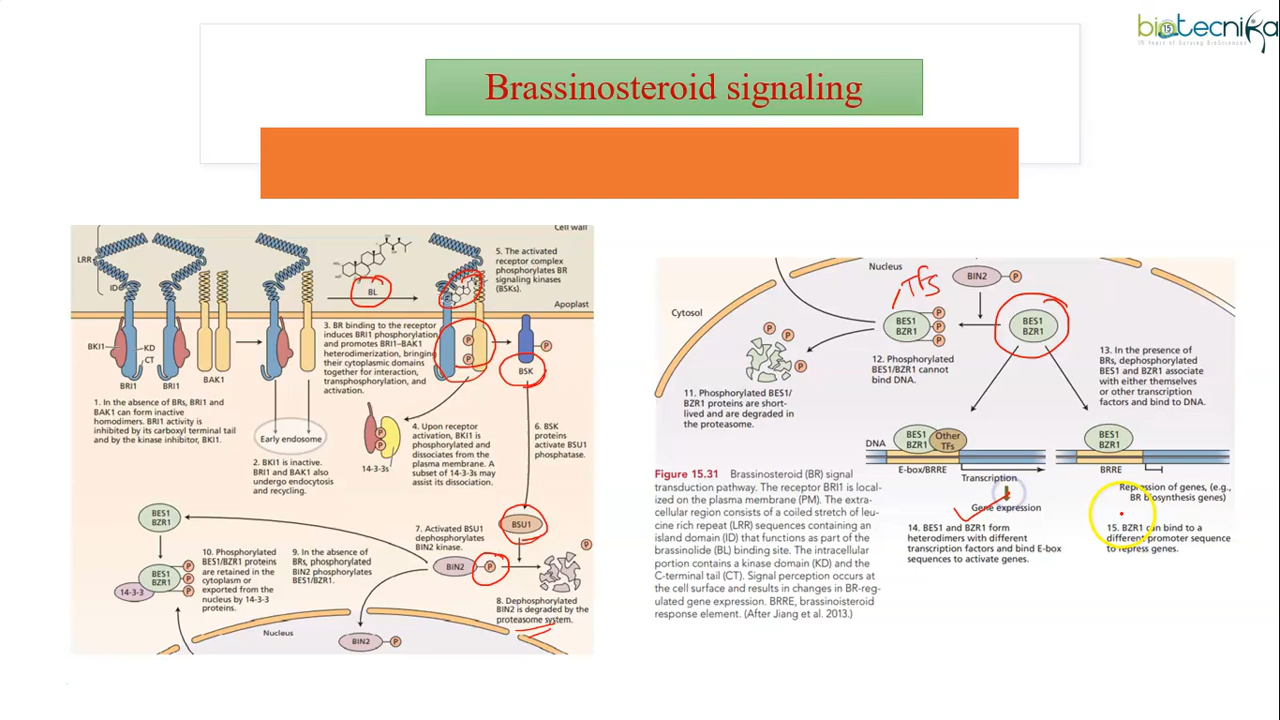 biotecnika
15
15 Years of Serving BioSciences
Brassinosteroid signaling
Cell wall
LRR
ID
BL
Apoplast
5. The activated
receptor complex
phosphorylates BR
signaling kinases
(BSKs).
BKI1
KD
CT
BRI1
BRI1
BAK1
3. BR binding to the receptor
induces BRI1 phosphorylation
and promotes BRI1–BAK1
heterodimerization, bringing
their cytoplasmic domains
together for interaction,
transphosphorylation, and
activation.
P
P
P
BSK
1. In the absence of BRs, BRI1 and
BAK1 can form inactive
homodimers. BRI1 activity is
inhibited by its carboxyl terminal tail
and by the kinase inhibitor, BKI1.
Early endosome
2. BKI1 is inactive.
BRI1 and BAK1 also
undergo endocytosis
and recycling.
P
P
14-3-3s
4. Upon receptor
activation, BKI1 is
phosphorylated and
dissociates from the
plasma membrane. A
subset of 14-3-3s may
assist its dissociation.
6. BSK
proteins
activate BSU1
phosphatase.
BES1
BZR1
7. Activated BSU1
dephosphorylates
BIN2 kinase.
BSU1
P
BIN2
P
10. Phosphorylated
BES1/BZR1 proteins
are retained in the
cytoplasm or
exported from the
nucleus by 14-3-3
proteins.
9. In the absence of
BRs, phosphorylated
BIN2 phosphorylates
BES1/BZR1.
BES1
BZR1
P
P
P
14-3-3
8. Dephosphorylated
BIN2 is degraded by the
proteasome system.
Nucleus
BIN2
P
Nucleus
TFs
BIN2
P
Cytosol
BES1
BZR1
P
P
P
BES1
BZR1
P
P
P
12. Phosphorylated
BES1/BZR1 cannot
bind DNA.
13. In the presence of
BRs, dephosphorylated
BES1 and BZR1 associate
with either themselves
or other transcription
factors and bind to DNA.
11. Phosphorylated BES1/
BZR1 proteins are short-
lived and are degraded in
the proteasome.
DNA
BES1
BZR1
Other
TFs
BES1
BZR1
E-box/BRRE
Transcription
BRRE
Gene expression
Repression of genes, (e.g.,
BR biosynthesis genes)
14. BES1 and BZR1 form
heterodimers with different
transcription factors and bind E-box
sequences to activate genes.
15. BZR1 can bind to a
different promoter sequence
to repress genes.
Figure 15.31 Brassinosteroid (BR) signal
transduction pathway. The receptor BRI1 is local-
ized on the plasma membrane (PM). The extra-
cellular region consists of a coiled stretch of leu-
cine rich repeat (LRR) sequences containing an
island domain (ID) that functions as part of the
brassinolide (BL) binding site. The intracellular
portion contains a kinase domain (KD) and the
C-terminal tail (CT). Signal perception occurs at
the cell surface and results in changes in BR-reg-
ulated gene expression. BRRE, brassinoisteroid
response element. (After Jiang et al. 2013.)